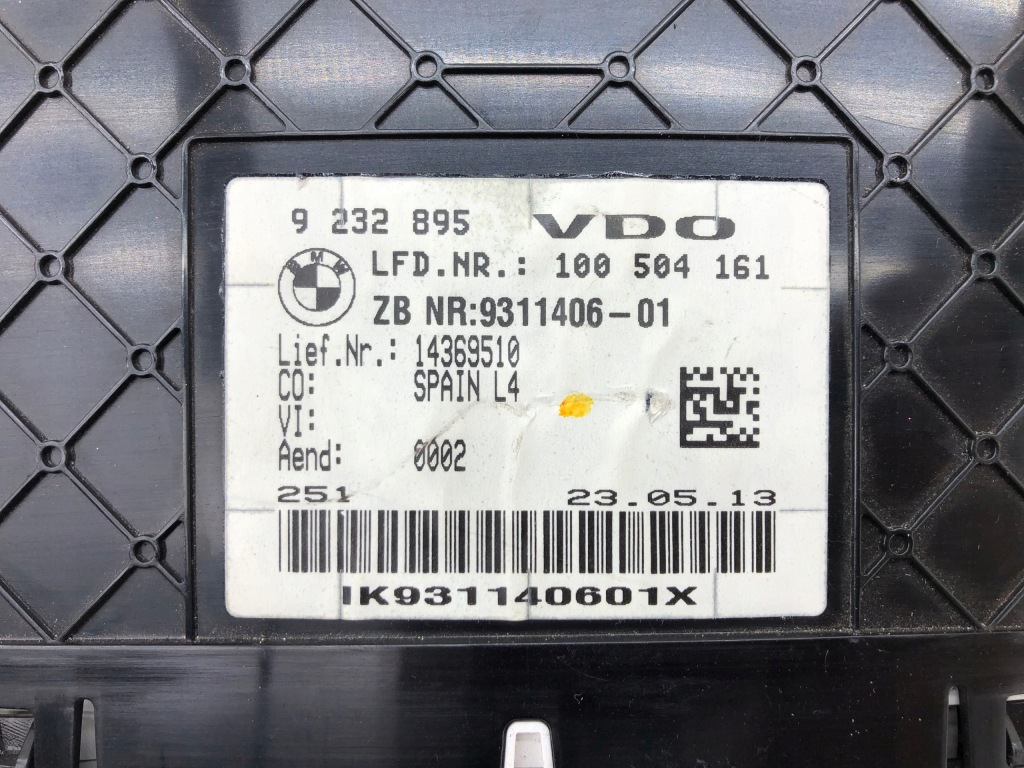 9 232 895 VDO
BMW
LFD.NR.: 100 504 161
ZB NR:9311406-01
Lief.Nr.: 14369510
CO: SPAIN L4
VI:
Aend: 0002
251 23.05.13
IK931140601X